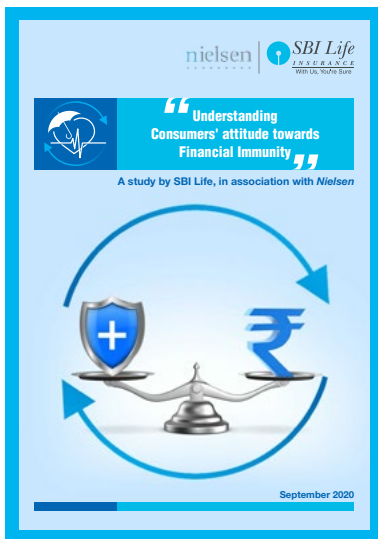 nielsen
SBI Life
INSURANCE
With Us, You're Sure
“Understanding
Consumers' attitude towards
Financial Immunity”
A study by SBI Life, in association with Nielsen
₹
September 2020